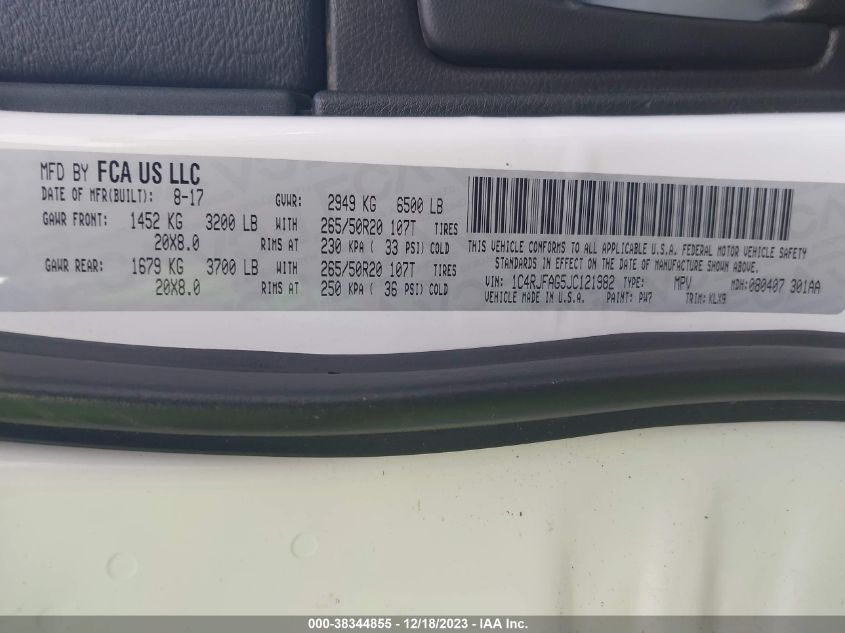 MFD BY FCA US LLC
DATE OF MFR(BUILT): 8-17 GVWR: 2949 KG 6500 LB
GAWR FRONT: 1452 KG 3200 LB WITH 265/50R20 107T TIRES
20X8.0 RIMS AT 230 KPA ( 33 PSI) COLD
GAWR REAR: 1679 KG 3700 LB WITH 265/50R20 107T TIRES
20X8.0 RIMS AT 250 KPA ( 36 PSI) COLD
THIS VEHICLE CONFORMS TO ALL APPLICABLE U.S.A. FEDERAL MOTOR VEHICLE SAFETY
STANDARDS IN EFFECT ON THE DATE OF MANUFACTURE SHOWN ABOVE.
VIN: 1C4RJFAG5JC121982 TYPE: MPV MDH: 080407 301AA
VEHICLE MADE IN U.S.A. PAINT: PW7 TRIM: KLX9
000-38344855 - 12/18/2023 - IAA Inc.